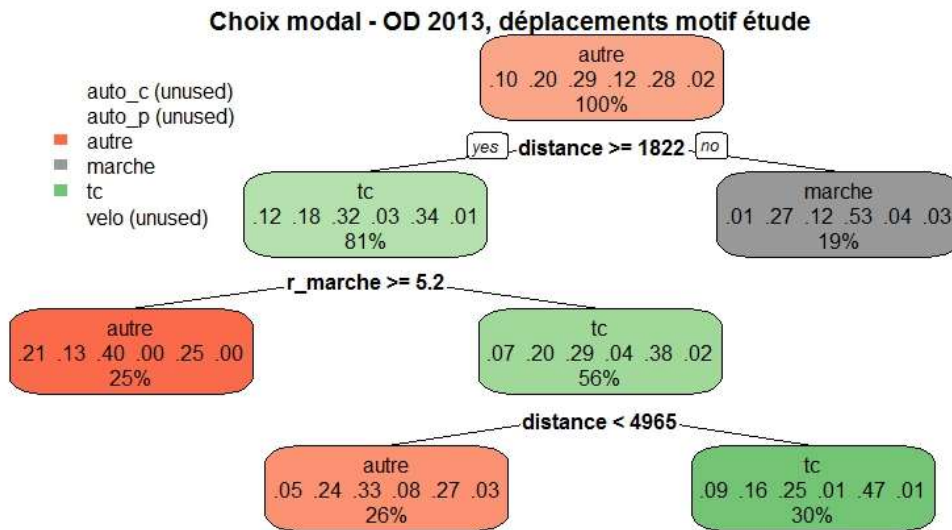 Choix modal - OD 2013, déplacements motif étude
auto_c (unused)
auto_p (unused)
autre
marche
tc
velo (unused)
autre
.10 .20 .29 .12 .28 .02
100%
yes distance >= 1822 no
tc
.12 .18 .32 .03 .34 .01
81%
marche
.01 .27 .12 .53 .04 .03
19%
r_marche >= 5.2
autre
.21 .13 .40 .00 .25 .00
25%
tc
.07 .20 .29 .04 .38 .02
56%
distance < 4965
autre
.05 .24 .33 .08 .27 .03
26%
tc
.09 .16 .25 .01 .47 .01
30%